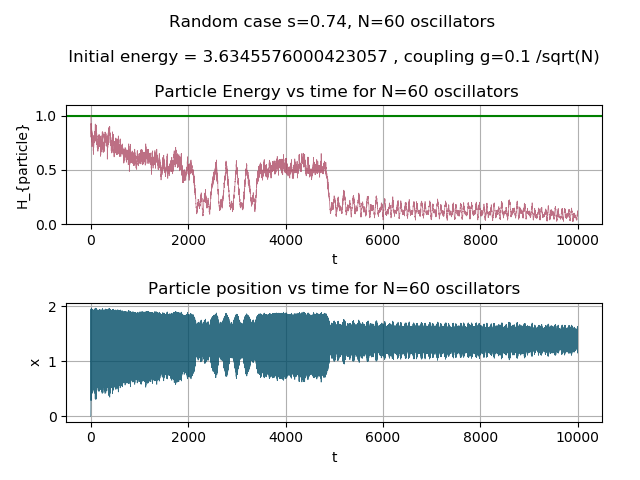 Random case s=0.74, N=60 oscillators
Initial energy = 3.6345576000423057 , coupling g=0.1 /sqrt(N)
Particle Energy vs time for N=60 oscillators
H_{particle}
1.0
0.5
0.0
0 2000 4000 6000 8000 10000
t
Particle position vs time for N=60 oscillators
x
2
1
0
0 2000 4000 6000 8000 10000
t